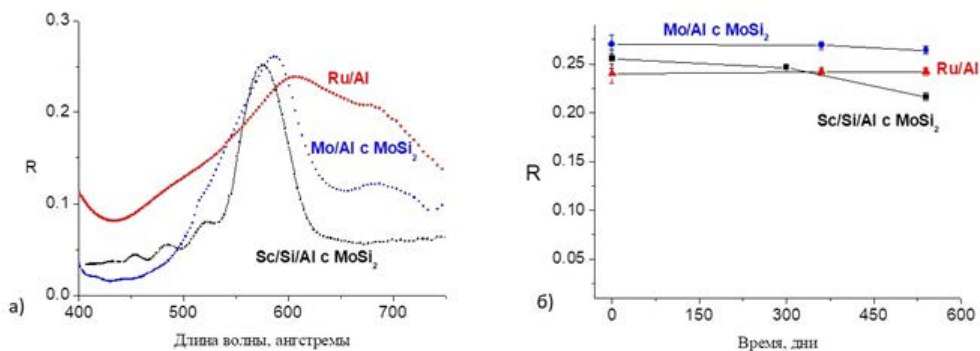 0.3
0.2
0.1
0.0
R
Ru/Al
Mo/Al с MoSi₂
Sc/Si/Al с MoSi₂
400
500
600
700
а)
Длина волны, ангстремы
0.25
0.20
0.15
0.10
0.05
0.00
R
Mo/Al с MoSi₂
Ru/Al
Sc/Si/Al с MoSi₂
0
150
300
450
600
б)
Время, дни